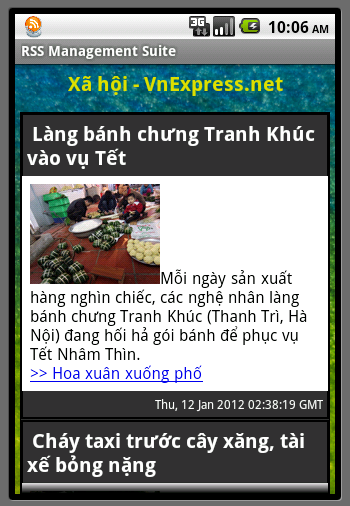 3G
10:06 AM
RSS Management Suite
Xã hội - VnExpress.net
Làng bánh chưng Tranh Khúc
vào vụ Tết
Mỗi ngày sản xuất
hàng nghìn chiếc, các nghệ nhân làng
bánh chưng Tranh Khúc (Thanh Trì, Hà
Nội) đang hối hả gói bánh để phục vụ
Tết Nhâm Thìn.
>> Hoa xuân xuống phố
Thu, 12 Jan 2012 02:38:19 GMT
Cháy taxi trước cây xăng, tài
xế bỏng nặng